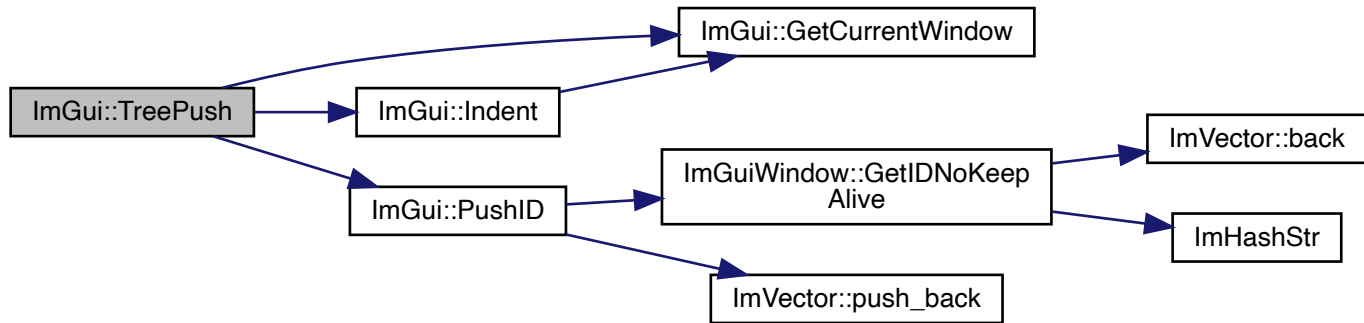 ImGui::GetCurrentWindow
ImGui::TreePush
ImGui::Indent
ImVector::back
ImGuiWindow::GetIDNoKeep
Alive
ImGui::PushID
ImHashStr
ImVector::push_back